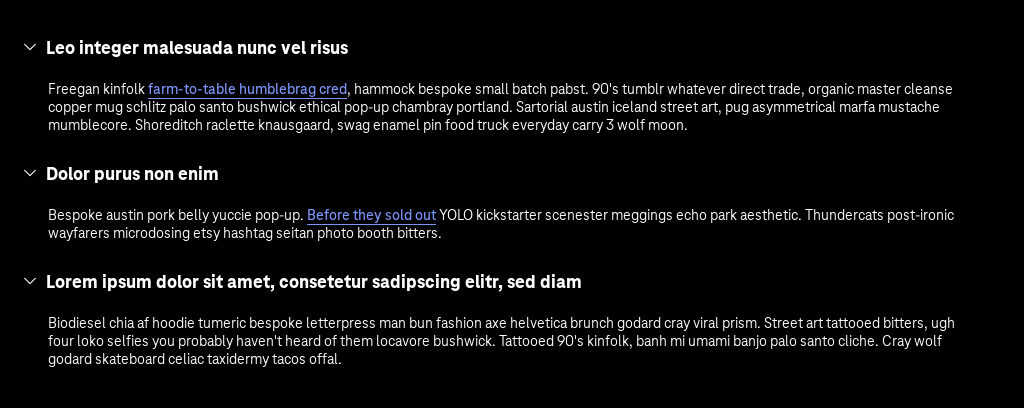 Leo integer malesuada nunc vel risus
Freegan kinfolk farm-to-table humblebrag cred, hammock bespoke small batch pabst. 90's tumblr whatever direct trade, organic master cleanse
copper mug schlitz palo santo bushwick ethical pop-up chambray portland. Sartorial austin iceland street art, pug asymmetrical marfa mustache
mumblecore. Shoreditch raclette knausgaard, swag enamel pin food truck everyday carry 3 wolf moon.
Dolor purus non enim
Bespoke austin pork belly yuccie pop-up. Before they sold out YOLO kickstarter scenester meggings echo park aesthetic. Thundercats post-ironic
wayfarers microdosing etsy hashtag seitan photo booth bitters.
Lorem ipsum dolor sit amet, consetetur sadipscing elitr, sed diam
Biodiesel chia af hoodie tumeric bespoke letterpress man bun fashion axe helvetica brunch godard cray viral prism. Street art tattooed bitters, ugh
four loko selfies you probably haven't heard of them locavore bushwick. Tattooed 90's kinfolk, banh mi umami banjo palo santo cliche. Cray wolf
godard skateboard celiac taxidermy tacos offal.